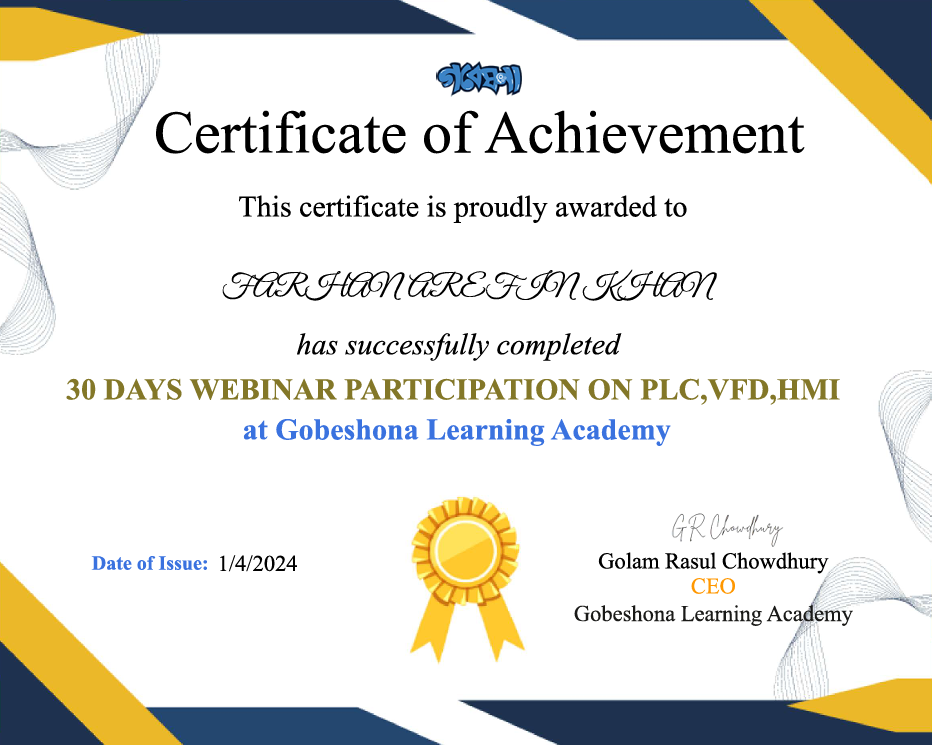 গবেষণা
Certificate of Achievement
This certificate is proudly awarded to
FARHAN AREFIN KHAN
has successfully completed
30 DAYS WEBINAR PARTICIPATION ON PLC,VFD,HMI
at Gobeshona Learning Academy
G R Chowdhury
Date of Issue: 1/4/2024
Golam Rasul Chowdhury
CEO
Gobeshona Learning Academy